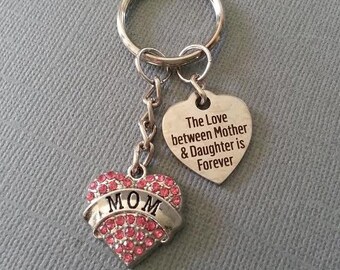 The Love
between Mother
& Daughter is
Forever
MOM